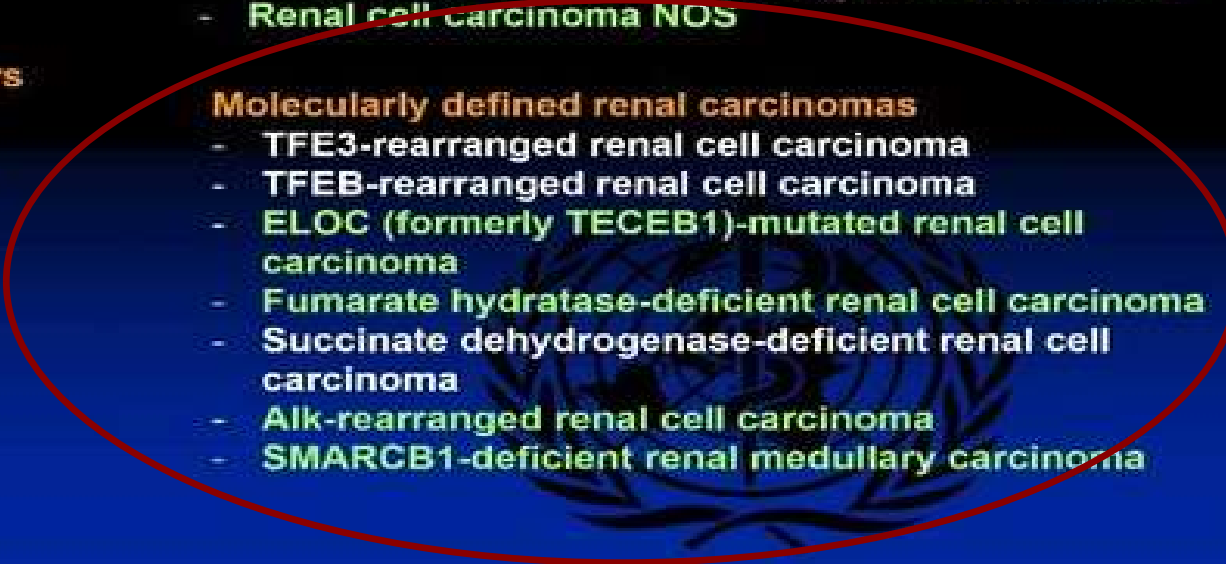 - Renal cell carcinoma NOS
rs
Molecularly defined renal carcinomas
- TFE3-rearranged renal cell carcinoma
- TFEB-rearranged renal cell carcinoma
- ELOC (formerly TECEB1)-mutated renal cell
carcinoma
- Fumarate hydratase-deficient renal cell carcinoma
- Succinate dehydrogenase-deficient renal cell
carcinoma
- Alk-rearranged renal cell carcinoma
- SMARCB1-deficient renal medullary carcinoma